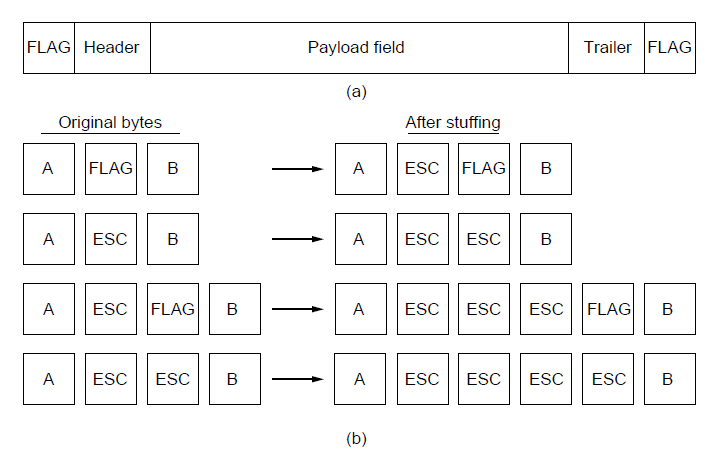 FLAG Header Payload field Trailer FLAG
(a)
Original bytes After stuffing
A FLAG B A ESC FLAG B
A ESC B A ESC ESC B
A ESC FLAG B A ESC ESC ESC FLAG B
A ESC ESC B A ESC ESC ESC ESC B
(b)